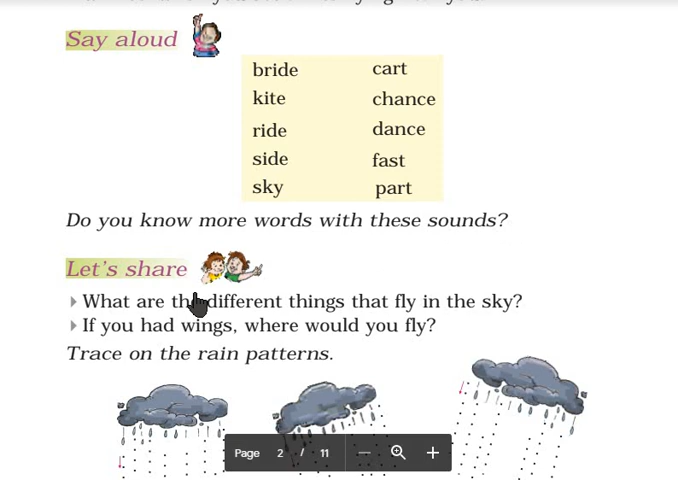 Say aloud
bride cart
kite chance
ride dance
side fast
sky part
Do you know more words with these sounds?
Let's share
What are the different things that fly in the sky?
If you had wings, where would you fly?
Trace on the rain patterns.
Page 2 / 11